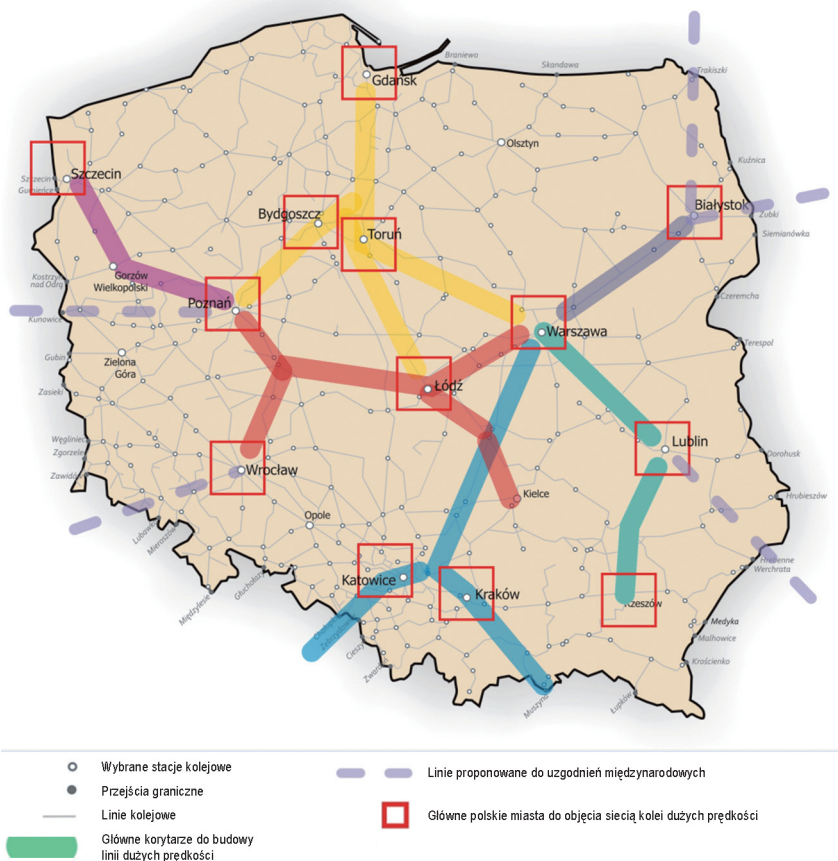 Braniewo
Skandawa
Gdańsk
Trakiszki
Olsztyn
Kuźnica
Szczecin
Szczecin
Gumieńce
Białystok
Zubki
Bydgoszcz
Siemianówka
Toruń
Gorzów
Wielkopolski
Kostrzyn
nad Odrą
Czeremcha
Poznań
Kunowice
Warszawa
Terespol
Gubin
Zielona
Góra
Łódź
Zasieki
Węgliniec
Lublin
Zgorzelec
Dorohusk
Zawidów
Wrocław
Kielce
Hrubieszów
Opole
Lubawka
Mieroszów
Hrebenne
Werchrata
Katowice
Głuchołazy
Międzylesie
Kraków
Rzeszów
Medyka
Zebrzydowice
Malhowice
Cieszyn
Krościenko
Zwardoń
Muszyna
Łupków
Wybrane stacje kolejowe
Przejścia graniczne
Linie kolejowe
Główne korytarze do budowy
linii dużych prędkości
Linie proponowane do uzgodnień międzynarodowych
Główne polskie miasta do objęcia siecią kolei dużych prędkości